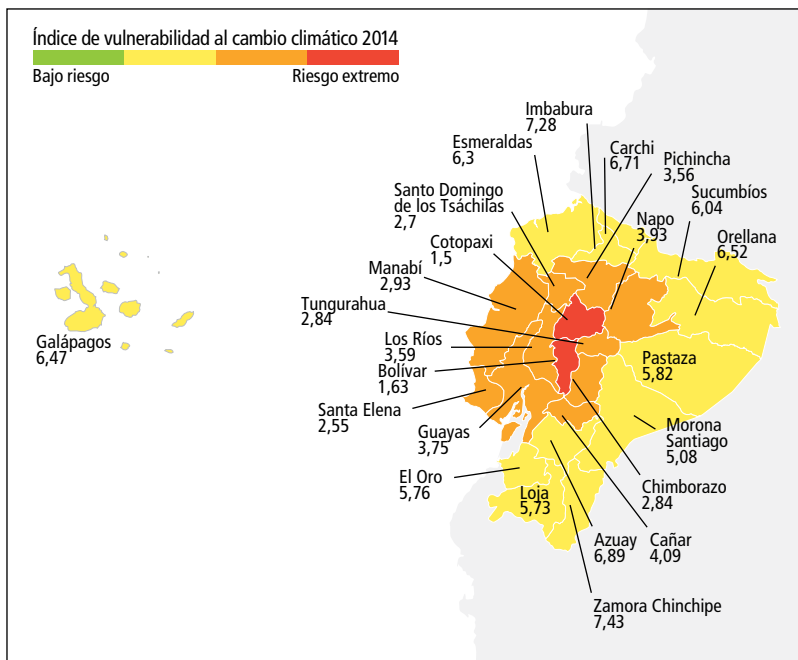 Índice de vulnerabilidad al cambio climático 2014
Bajo riesgo
Riesgo extremo
Imbabura
7,28
Esmeraldas
6,3
Carchi
6,71
Pichincha
3,56
Santo Domingo
de los Tsáchilas
2,7
Sucumbíos
6,04
Napo
3,93
Orellana
6,52
Cotopaxi
1,5
Manabí
2,93
Tungurahua
2,84
Galápagos
6,47
Los Ríos
3,59
Bolívar
1,63
Pastaza
5,82
Santa Elena
2,55
Guayas
3,75
Morona
Santiago
5,08
El Oro
5,76
Loja
5,73
Chimborazo
2,84
Azuay
6,89
Cañar
4,09
Zamora Chinchipe
7,43